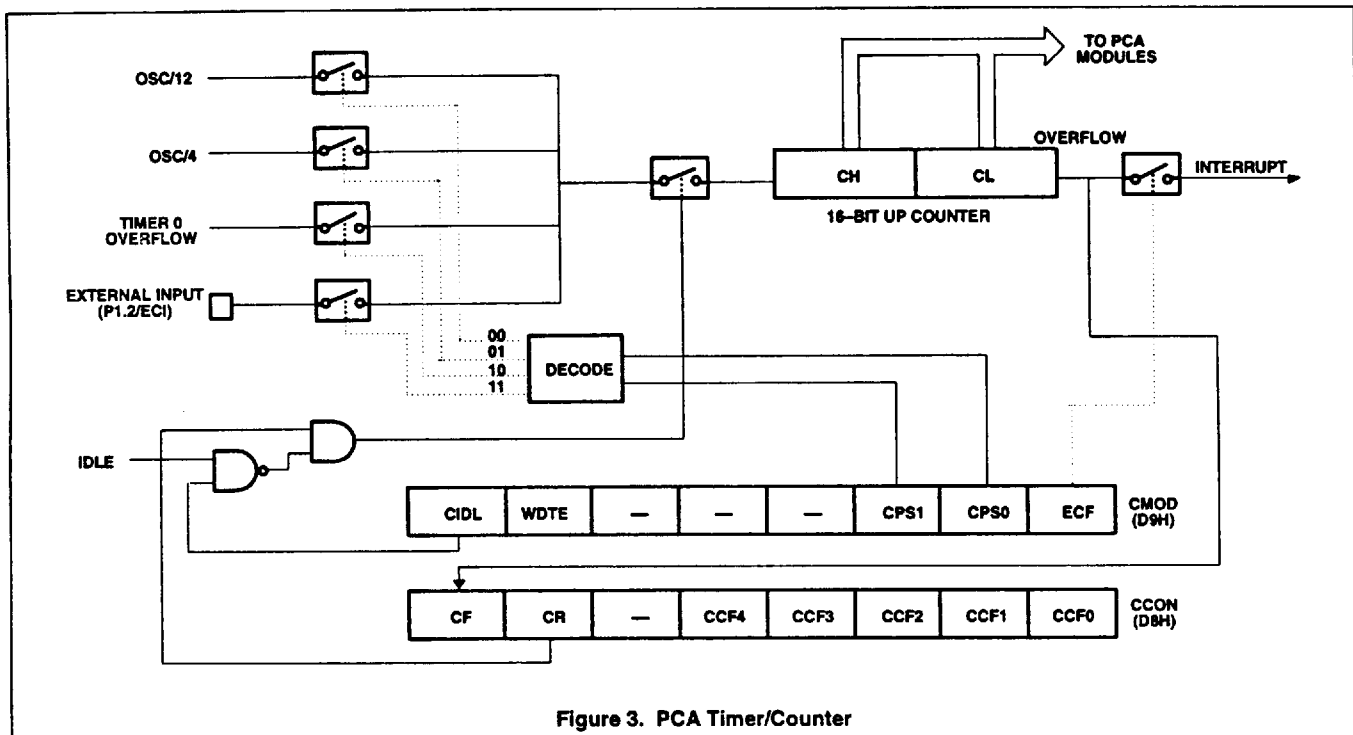 OSC/12
TO PCA
MODULES
OSC/4
OVERFLOW
INTERRUPT
CH
CL
16–BIT UP COUNTER
TIMER 0
OVERFLOW
EXTERNAL INPUT
(P1.2/ECI)
00
01
10
11
DECODE
IDLE
CIDL WDTE — — — CPS1 CPS0 ECF
CMOD
(D9H)
CF CR — CCF4 CCF3 CCF2 CCF1 CCF0
CCON
(D8H)
Figure 3. PCA Timer/Counter